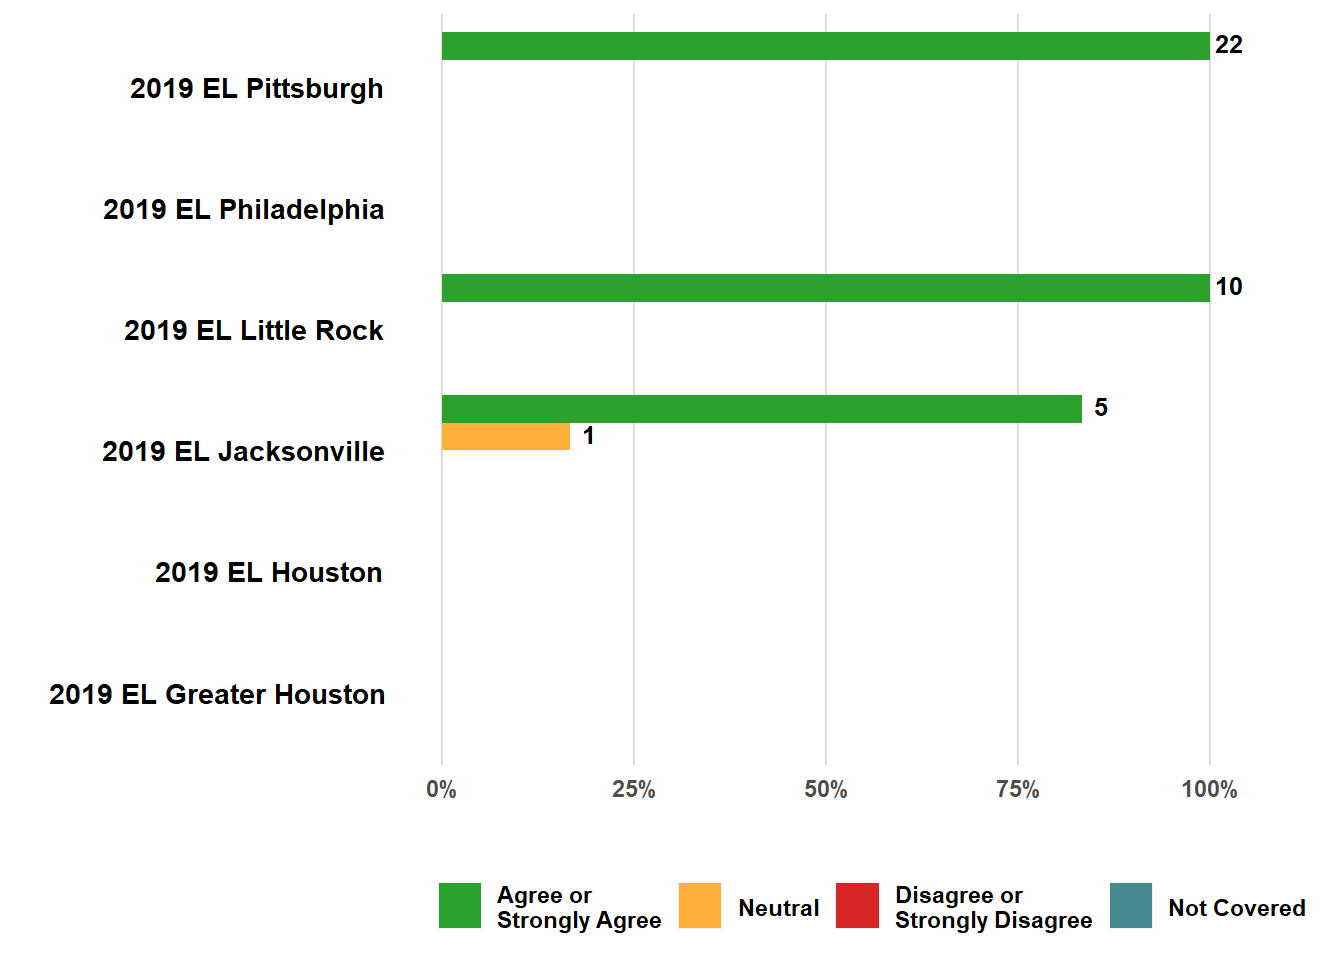 22
2019 EL Pittsburgh
2019 EL Philadelphia
10
2019 EL Little Rock
5
1
2019 EL Jacksonville
2019 EL Houston
2019 EL Greater Houston
0% 25% 50% 75% 100%
Agree or
Strongly Agree
Neutral
Disagree or
Strongly Disagree
Not Covered